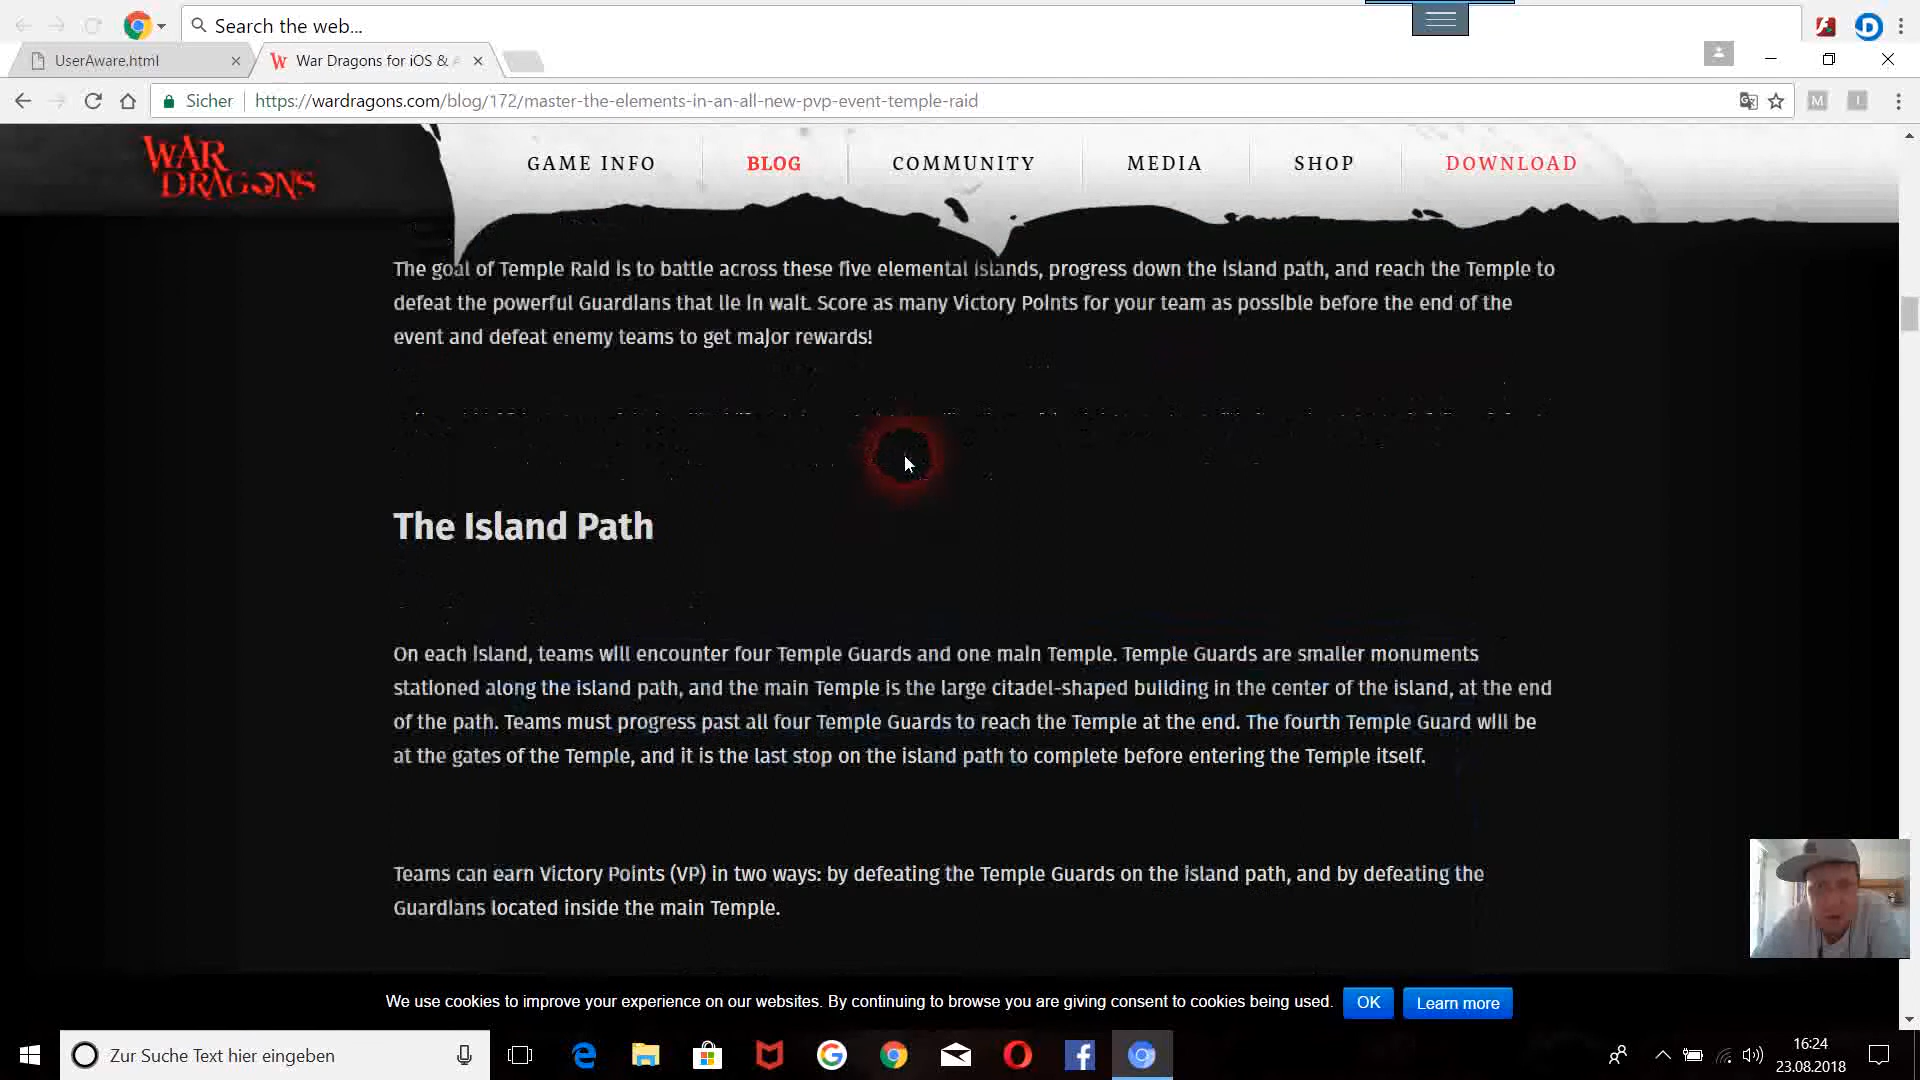 Search the web...
UserAware.html
War Dragons for iOS &
Sicher
https://wardragons.com/blog/172/master-the-elements-in-an-all-new-pvp-event-temple-raid
M
I
WAR
DRAGONS
GAME INFO
BLOG
COMMUNITY
MEDIA
SHOP
DOWNLOAD
The goal of Temple Raid is to battle across these five elemental islands, progress down the island path, and reach the Temple to
defeat the powerful Guardians that lie in wait. Score as many Victory Points for your team as possible before the end of the
event and defeat enemy teams to get major rewards!
The Island Path
On each island, teams will encounter four Temple Guards and one main Temple. Temple Guards are smaller monuments
stationed along the island path, and the main Temple is the large citadel-shaped building in the center of the island, at the end
of the path. Teams must progress past all four Temple Guards to reach the Temple at the end. The fourth Temple Guard will be
at the gates of the Temple, and it is the last stop on the island path to complete before entering the Temple itself.
Teams can earn Victory Points (VP) in two ways: by defeating the Temple Guards on the island path, and by defeating the
Guardians located inside the main Temple.
We use cookies to improve your experience on our websites. By continuing to browse you are giving consent to cookies being used.
OK
Learn more
Zur Suche Text hier eingeben
16:24
23.08.2018